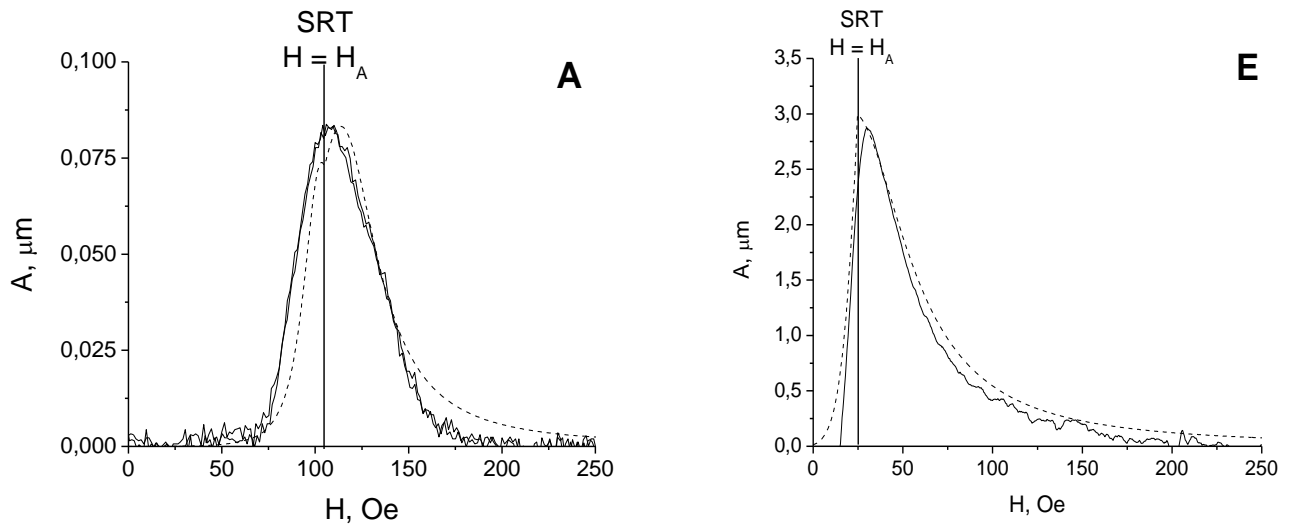 SRT
H = H_A
A
0,100
0,075
0,050
0,025
0,000
A, μm
0 50 100 150 200 250
H, Oe
SRT
H = H_A
E
3,5
3,0
2,5
2,0
1,5
1,0
0,5
0,0
A, μm
0 50 100 150 200 250
H, Oe